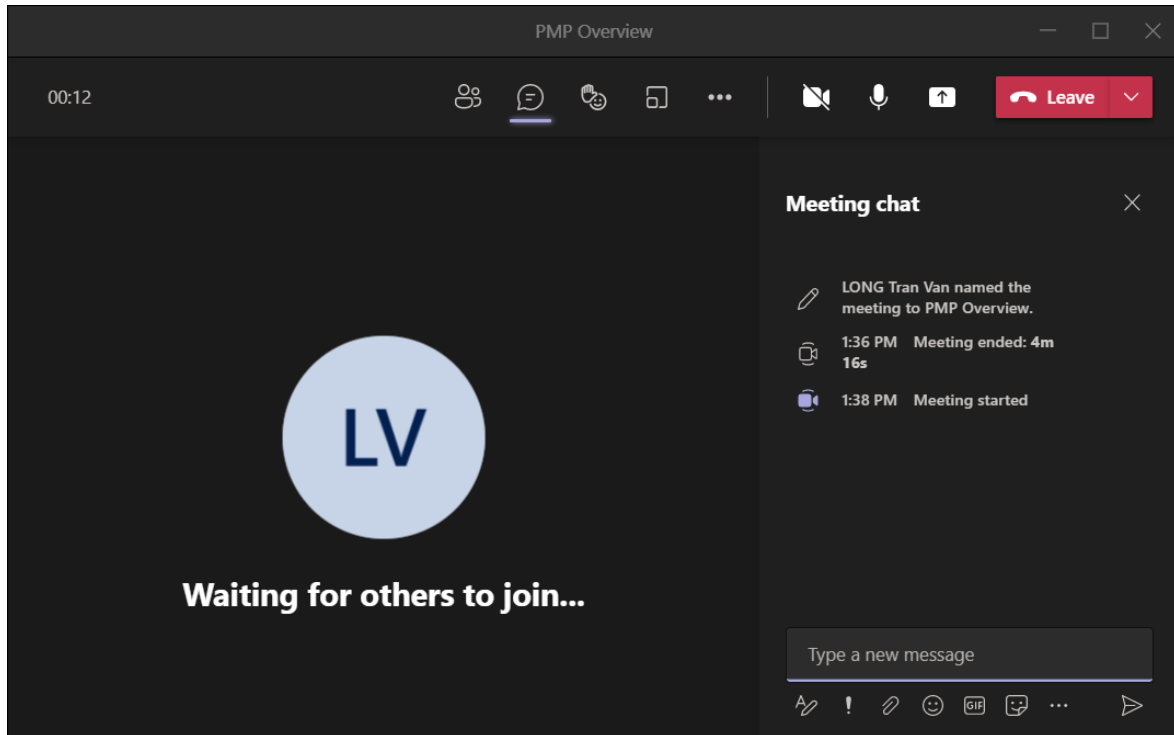 PMP Overview
00:12
Leave
Meeting chat
LONG Tran Van named the
meeting to PMP Overview.
1:36 PM Meeting ended: 4m
16s
1:38 PM Meeting started
LV
Waiting for others to join...
Type a new message
GIF